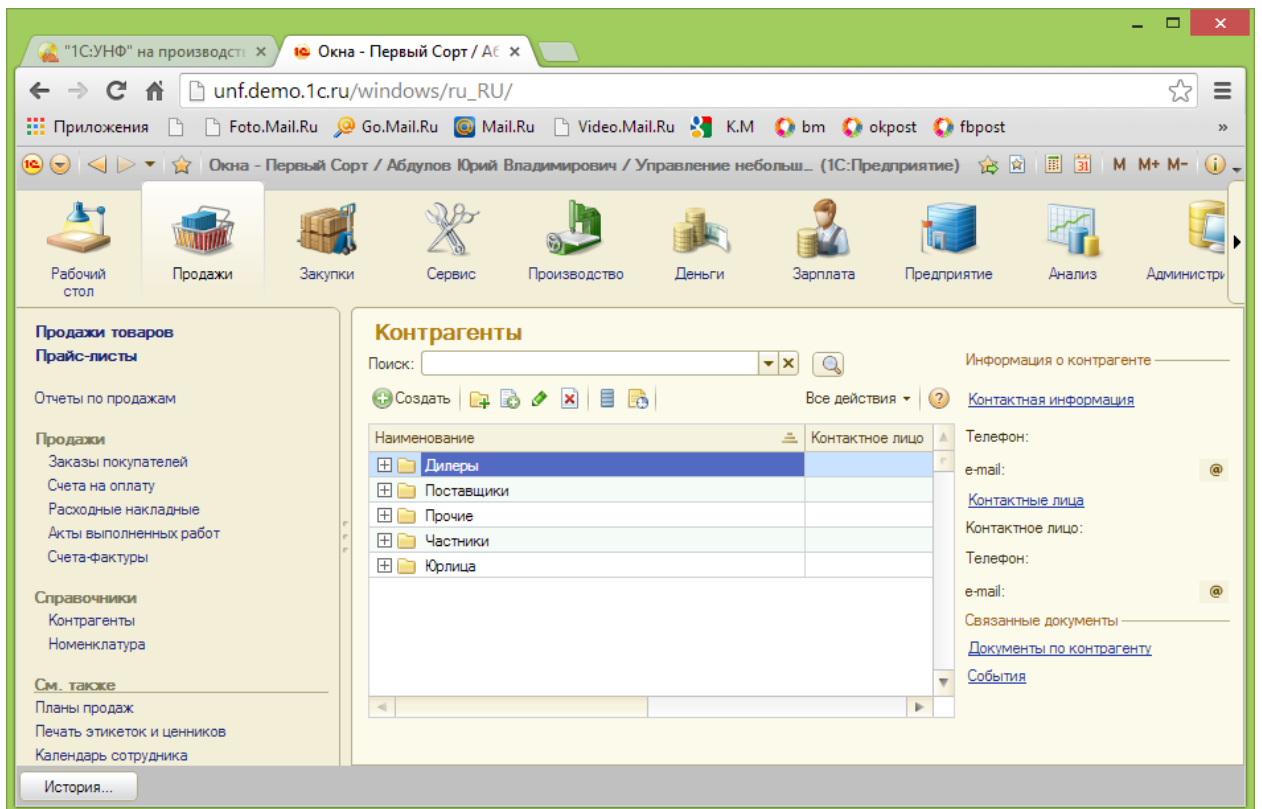 "1С:УНФ" на производст
Окна - Первый Сорт / Аб
unf.demo.1c.ru/windows/ru_RU/
Приложения Foto.Mail.Ru Go.Mail.Ru Mail.Ru Video.Mail.Ru К.М bm okpost fbpost »
Окна - Первый Сорт / Абдулов Юрий Владимирович / Управление небольш... (1С:Предприятие) 31 M M+ M-
Рабочий стол
Продажи
Закупки
Сервис
Производство
Деньги
Зарплата
Предприятие
Анализ
Администри
Продажи товаров
Прайс-листы
Отчеты по продажам
Продажи
Заказы покупателей
Счета на оплату
Расходные накладные
Акты выполненных работ
Счета-фактуры
Справочники
Контрагенты
Номенклатура
См. также
Планы продаж
Печать этикеток и ценников
Календарь сотрудника
Контрагенты
Поиск:
Создать
Все действия
Наименование Контактное лицо
Дилеры
Поставщики
Прочие
Частники
Юрлица
Информация о контрагенте
Контактная информация
Телефон:
e-mail: @
Контактные лица
Контактное лицо:
Телефон:
e-mail: @
Связанные документы
Документы по контрагенту
События
История...